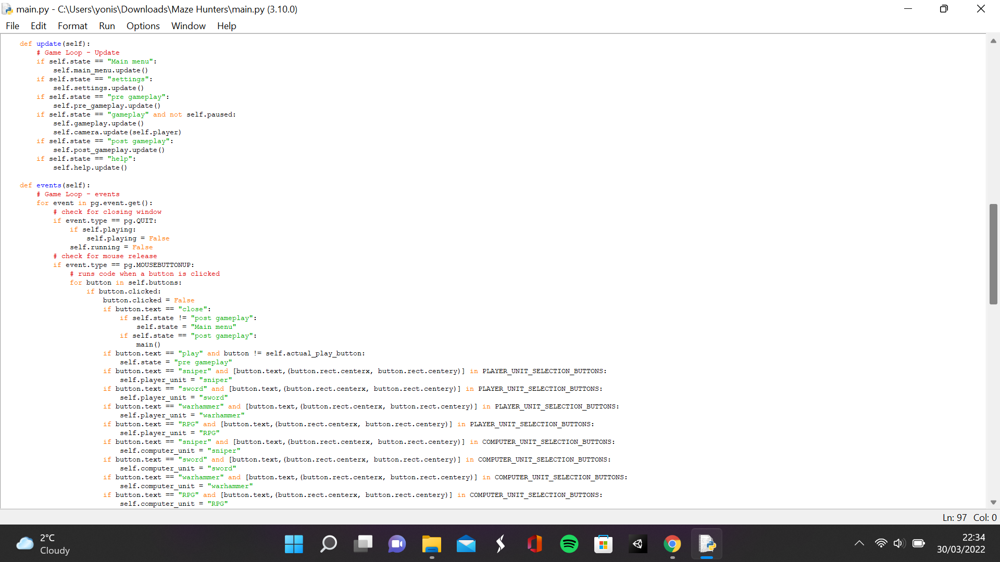 main.py - C:\Users\yonis\Downloads\Maze Hunters\main.py (3.10.0)
File Edit Format Run Options Window Help
    def update(self):
        # Game Loop - Update
        if self.state == "Main menu":
            self.main_menu.update()
        if self.state == "settings":
            self.settings.update()
        if self.state == "pre gameplay":
            self.pre_gameplay.update()
        if self.state == "gameplay" and not self.paused:
            self.gameplay.update()
            self.camera.update(self.player)
        if self.state == "post gameplay":
            self.post_gameplay.update()
        if self.state == "help":
            self.help.update()
    def events(self):
        # Game Loop - events
        for event in pg.event.get():
            # check for closing window
            if event.type == pg.QUIT:
                if self.playing:
                    self.playing = False
                self.running = False
            # check for mouse release
            if event.type == pg.MOUSEBUTTONUP:
                # runs code when a button is clicked
                for button in self.buttons:
                    if button.clicked:
                        button.clicked = False
                        if button.text == "close":
                            if self.state != "post gameplay":
                                self.state = "Main menu"
                            if self.state == "post gameplay":
                                main()
                        if button.text == "play" and button != self.actual_play_button:
                            self.state = "pre gameplay"
                        if button.text == "sniper" and [button.text,(button.rect.centerx, button.rect.centery)] in PLAYER_UNIT_SELECTION_BUTTONS:
                            self.player_unit = "sniper"
                        if button.text == "sword" and [button.text,(button.rect.centerx, button.rect.centery)] in PLAYER_UNIT_SELECTION_BUTTONS:
                            self.player_unit = "sword"
                        if button.text == "warhammer" and [button.text,(button.rect.centerx, button.rect.centery)] in PLAYER_UNIT_SELECTION_BUTTONS:
                            self.player_unit = "warhammer"
                        if button.text == "RPG" and [button.text,(button.rect.centerx, button.rect.centery)] in PLAYER_UNIT_SELECTION_BUTTONS:
                            self.player_unit = "RPG"
                        if button.text == "sniper" and [button.text,(button.rect.centerx, button.rect.centery)] in COMPUTER_UNIT_SELECTION_BUTTONS:
                            self.computer_unit = "sniper"
                        if button.text == "sword" and [button.text,(button.rect.centerx, button.rect.centery)] in COMPUTER_UNIT_SELECTION_BUTTONS:
                            self.computer_unit = "sword"
                        if button.text == "warhammer" and [button.text,(button.rect.centerx, button.rect.centery)] in COMPUTER_UNIT_SELECTION_BUTTONS:
                            self.computer_unit = "warhammer"
                        if button.text == "RPG" and [button.text,(button.rect.centerx, button.rect.centery)] in COMPUTER_UNIT_SELECTION_BUTTONS:
                            self.computer_unit = "RPG"
Ln: 97 Col: 0
2°C
Cloudy
22:34
30/03/2022